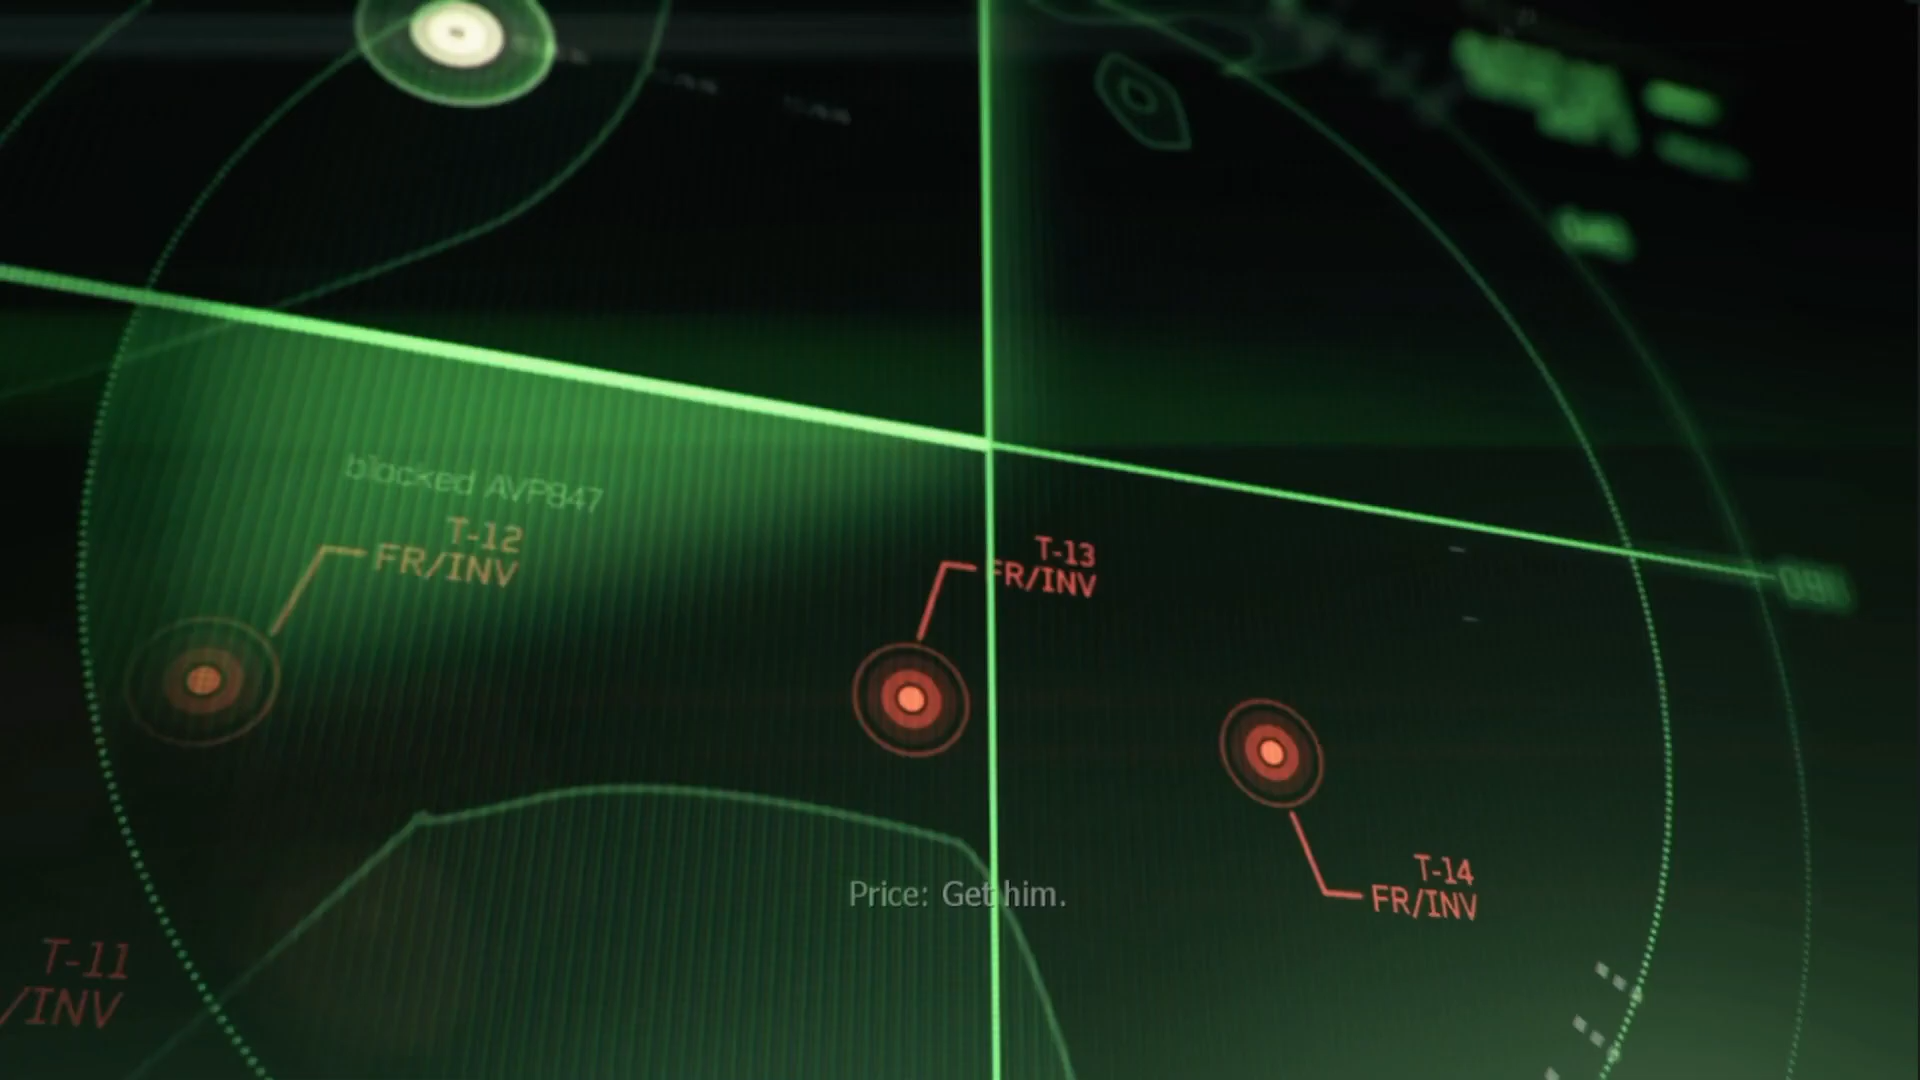 blocked AVP847
T-12
FR/INV
T-13
FR/INV
T-14
FR/INV
Price: Get him.
T-11
/INV